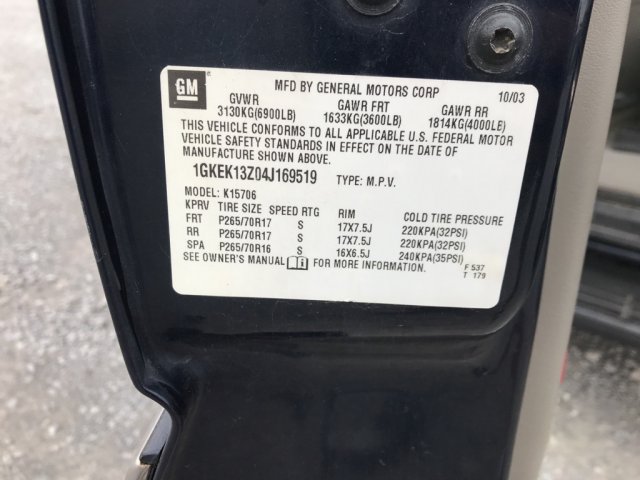 GM
MFD BY GENERAL MOTORS CORP 10/03
GVWR GAWR FRT GAWR RR
3130KG(6900LB) 1633KG(3600LB) 1814KG(4000LB)
THIS VEHICLE CONFORMS TO ALL APPLICABLE U.S. FEDERAL MOTOR
VEHICLE SAFETY STANDARDS IN EFFECT ON THE DATE OF
MANUFACTURE SHOWN ABOVE.
1GKEK13Z04J169519 TYPE: M.P.V.
MODEL: K15706
KPRV TIRE SIZE SPEED RTG RIM COLD TIRE PRESSURE
FRT P265/70R17 S 17X7.5J 220KPA(32PSI)
RR P265/70R17 S 17X7.5J 220KPA(32PSI)
SPA P265/70R16 S 16X6.5J 240KPA(35PSI)
SEE OWNER'S MANUAL FOR MORE INFORMATION. F 537
T 179